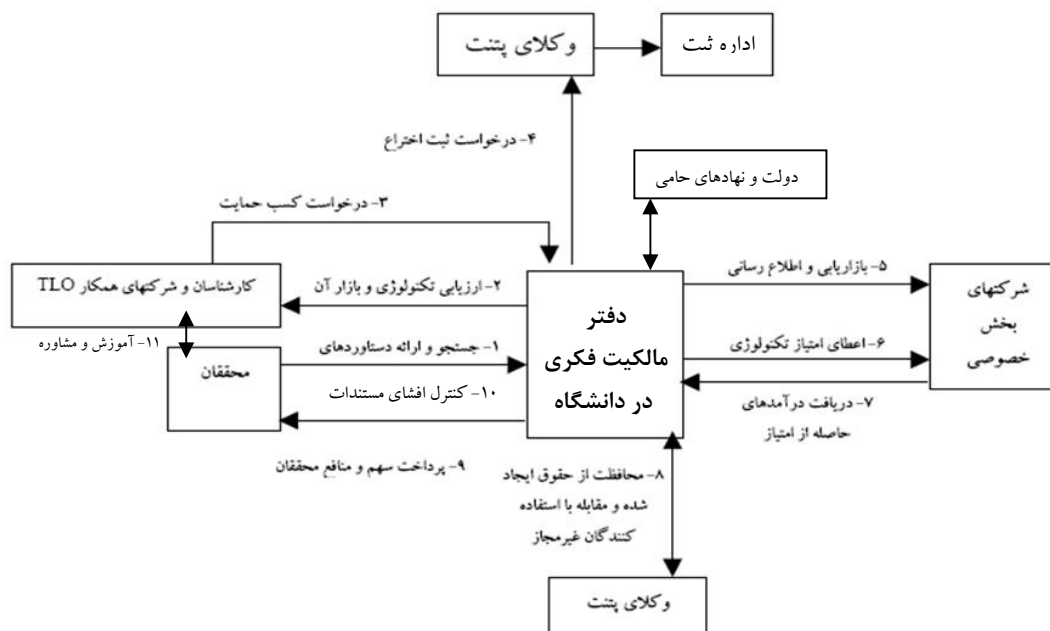 وکلای پتنت
اداره ثبت
۴- درخواست ثبت اختراع
دولت و نهادهای حامی
۳- درخواست کسب حمایت
کارشناسان و شرکتهای همکار TLO
۲- ارزیابی تکنولوژی و بازار آن
۵- بازاریابی و اطلاع رسانی
شرکتهای
بخش
خصوصی
دفتر
مالکیت فکری
در دانشگاه
۱۱- آموزش و مشاوره
محققان
۱- جستجو و ارائه دستاوردهای
۶- اعطای امتیاز تکنولوژی
۱۰- کنترل افشای مستندات
۷- دریافت درآمدهای
حاصله از امتیاز
۹- پرداخت سهم و منافع محققان
۸- محافظت از حقوق ایجاد
شده و مقابله با استفاده
کنندگان غیرمجاز
وکلای پتنت